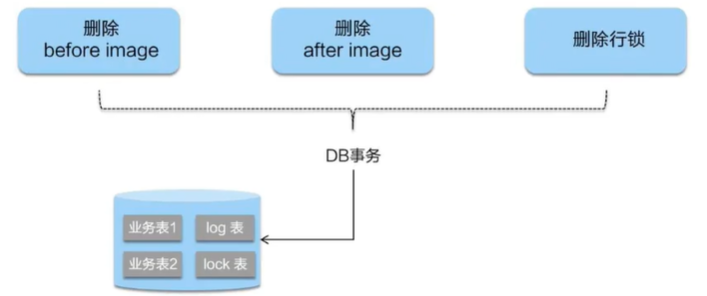 删除
before image
删除
after image
删除行锁
DB事务
业务表1
log 表
业务表2
lock 表